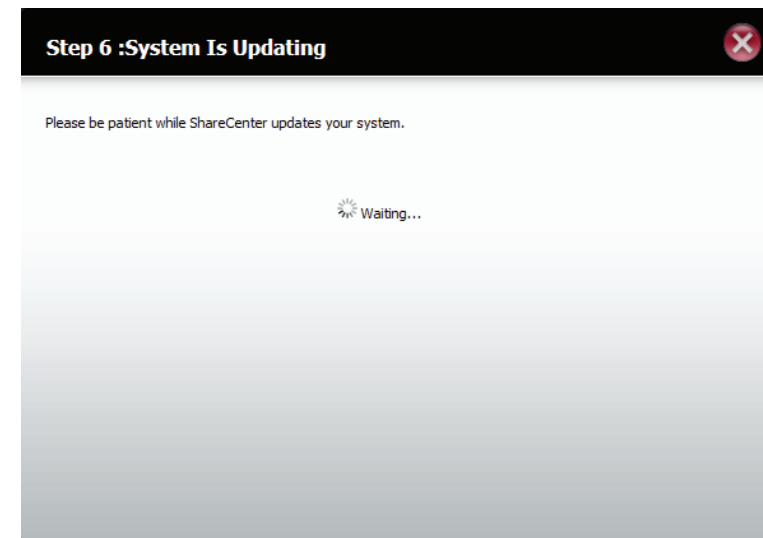 Step 6 :System Is Updating
Please be patient while ShareCenter updates your system.
Waiting...